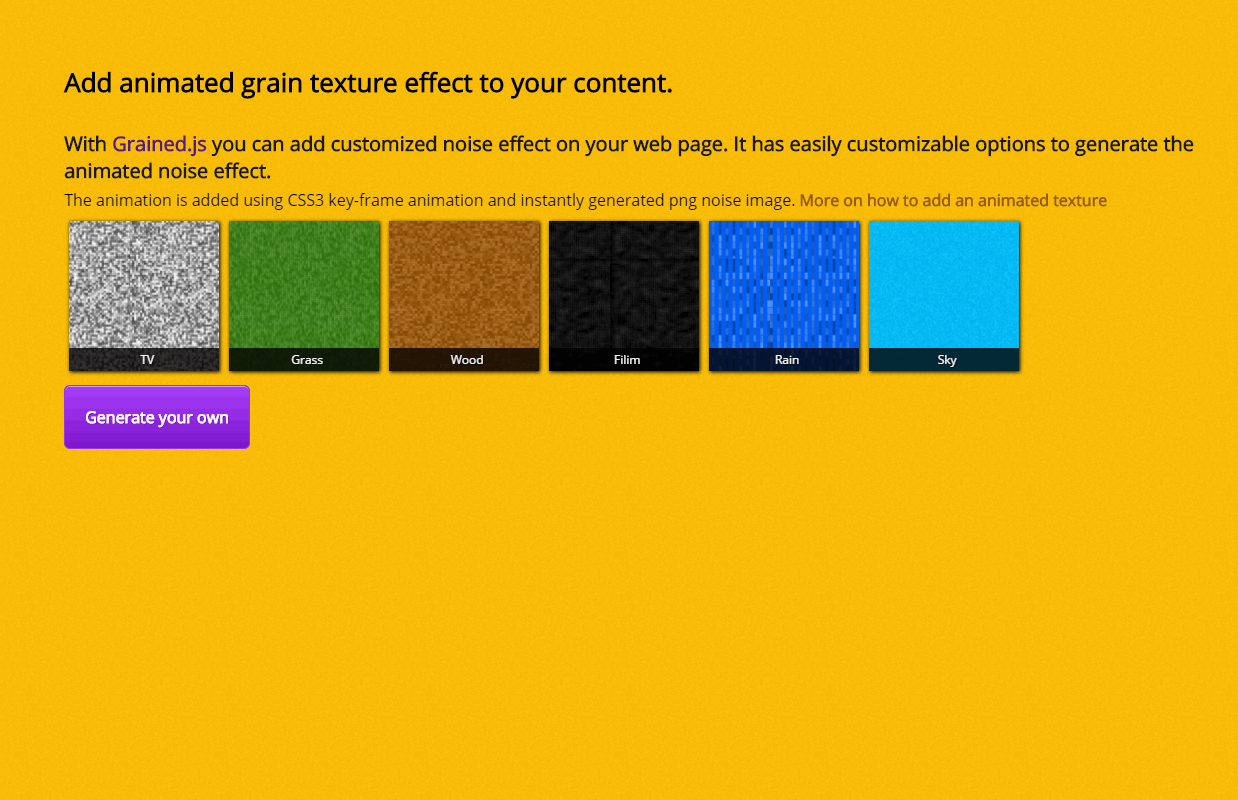 Add animated grain texture effect to your content.
With Grained.js you can add customized noise effect on your web page. It has easily customizable options to generate the
animated noise effect.
The animation is added using CSS3 key-frame animation and instantly generated png noise image. More on how to add an animated texture
TV Grass Wood Filim Rain Sky
Generate your own